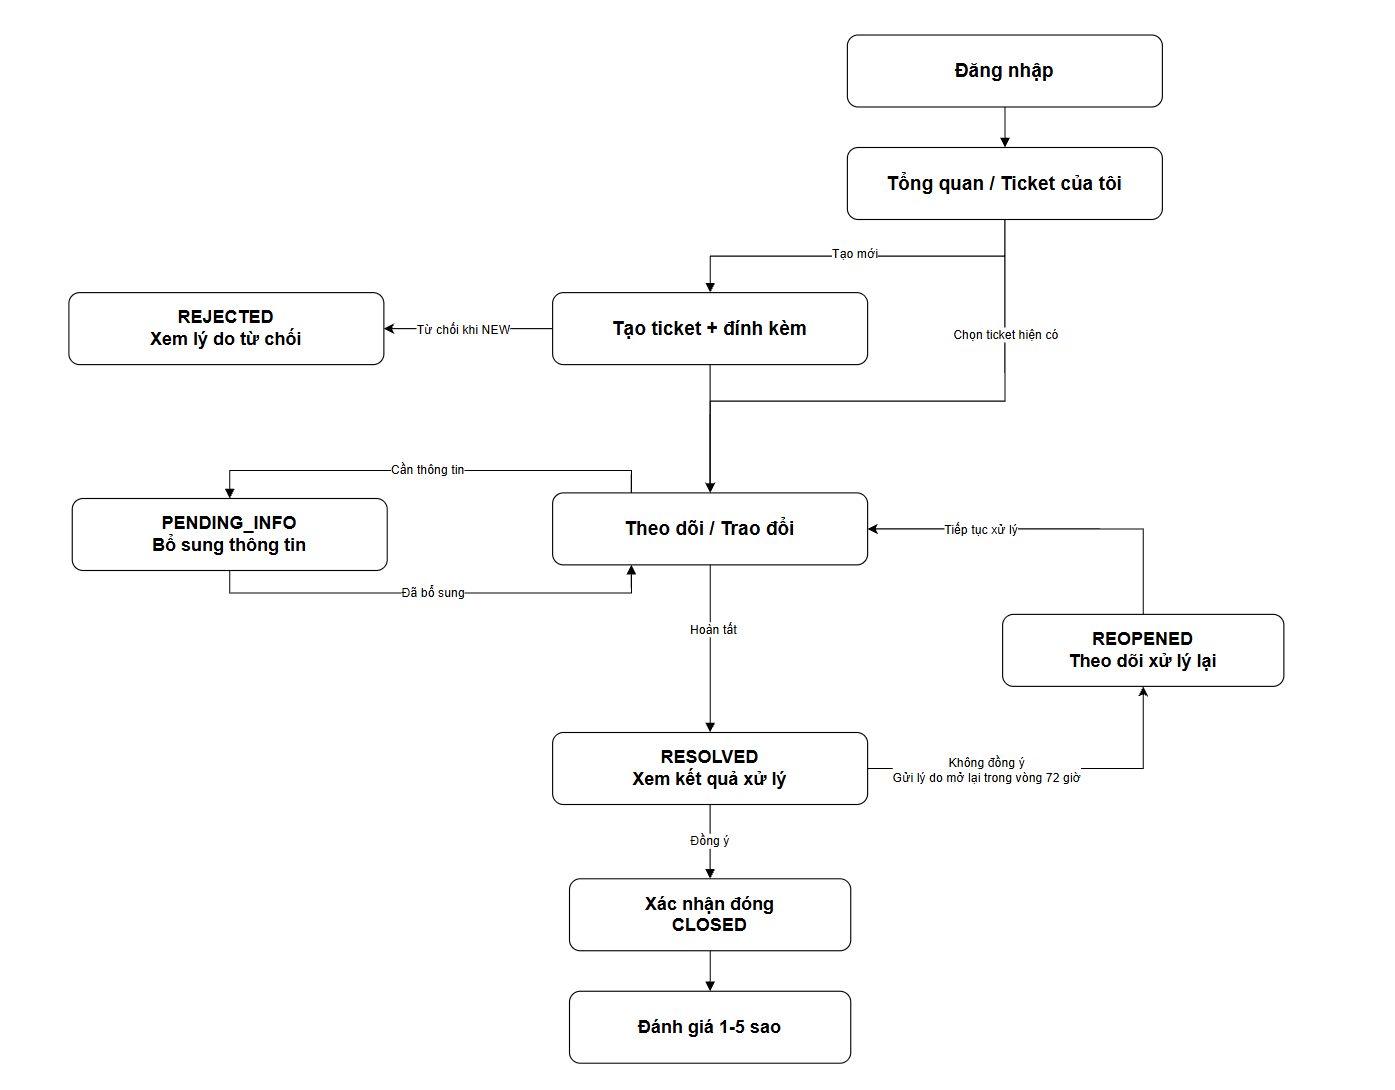 Đăng nhập
Tổng quan / Ticket của tôi
Tạo mới
REJECTED
Xem lý do từ chối
Từ chối khi NEW
Tạo ticket + đính kèm
Chọn ticket hiện có
Cần thông tin
PENDING_INFO
Bổ sung thông tin
Theo dõi / Trao đổi
Tiếp tục xử lý
Đã bổ sung
Hoàn tất
REOPENED
Theo dõi xử lý lại
RESOLVED
Xem kết quả xử lý
Không đồng ý
Gửi lý do mở lại trong vòng 72 giờ
Đồng ý
Xác nhận đóng
CLOSED
Đánh giá 1-5 sao